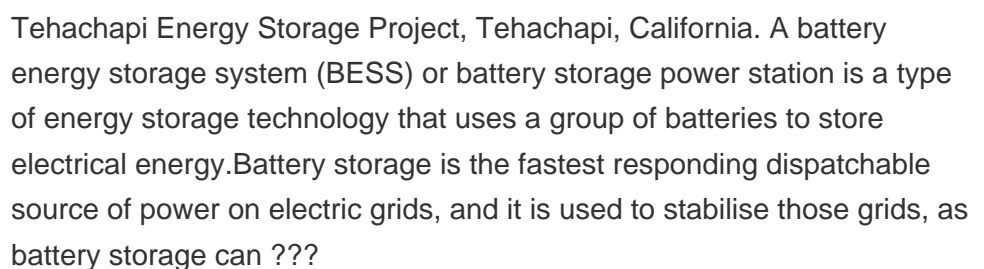 Tehachapi Energy Storage Project, Tehachapi, California. A battery
energy storage system (BESS) or battery storage power station is a type
of energy storage technology that uses a group of batteries to store
electrical energy.Battery storage is the fastest responding dispatchable
source of power on electric grids, and it is used to stabilise those grids, as
battery storage can ???